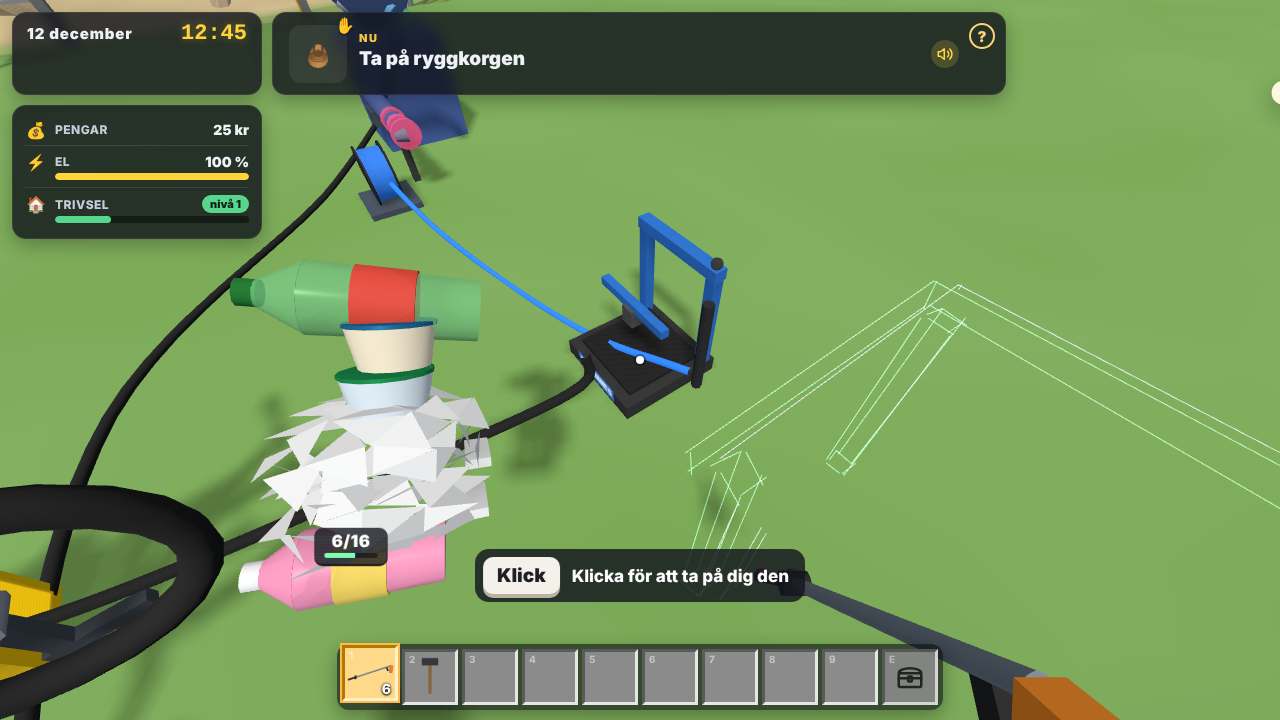 12 december
12:45
NU
Ta på ryggkorgen
?
PENGAR
25 kr
EL
100 %
TRIVSEL
nivå 1
6/16
Klick
Klicka för att ta på dig den
6
2
3
4
5
6
7
8
9
E